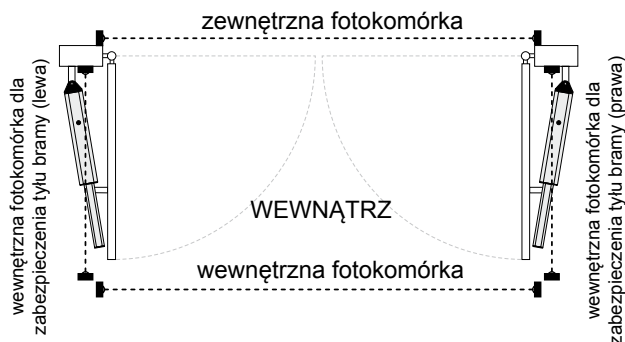 zewnętrzna fotokomórka
wewnętrzna fotokomórka dla
zabezpieczenia tyłu bramy (lewa)
WEWNĄTRZ
wewnętrzna fotokomórka
wewnętrzna fotokomórka dla
zabezpieczenia tyłu bramy (prawa)